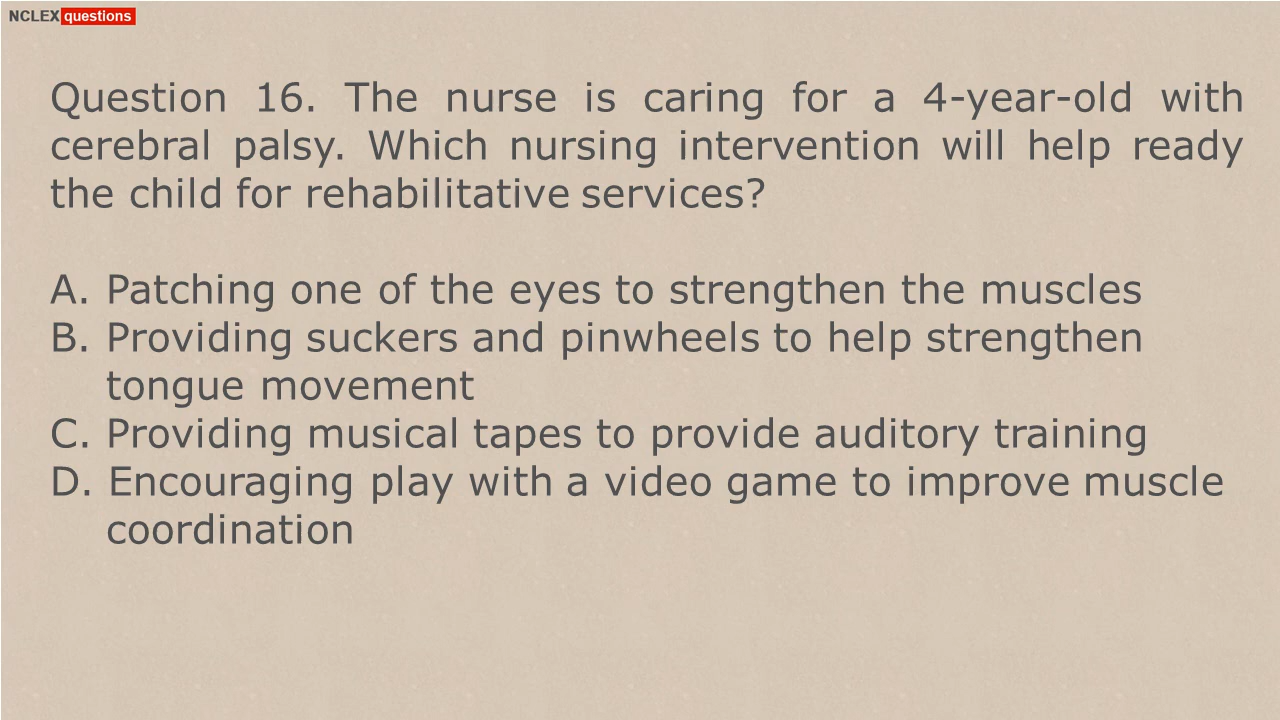 NCLEX questions
Question 16. The nurse is caring for a 4-year-old with
cerebral palsy. Which nursing intervention will help ready
the child for rehabilitative services?
A. Patching one of the eyes to strengthen the muscles
B. Providing suckers and pinwheels to help strengthen
tongue movement
C. Providing musical tapes to provide auditory training
D. Encouraging play with a video game to improve muscle
coordination